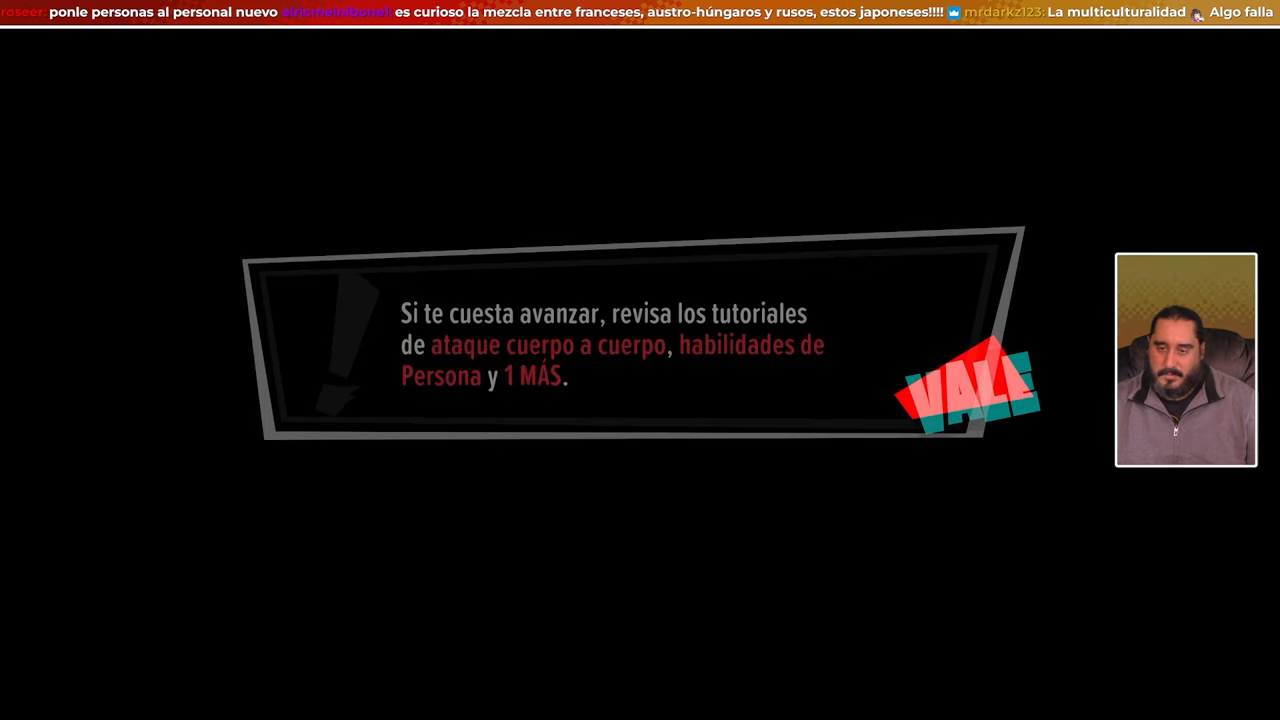 roseer: ponle personas al personal nuevo es curioso la mezcla entre franceses, austro-húngaros y rusos, estos japoneses!!!! mrdarkz123: La multiculturalidad Algo falla
Si te cuesta avanzar, revisa los tutoriales
de ataque cuerpo a cuerpo, habilidades de
Persona y 1 MÁS.
VALE